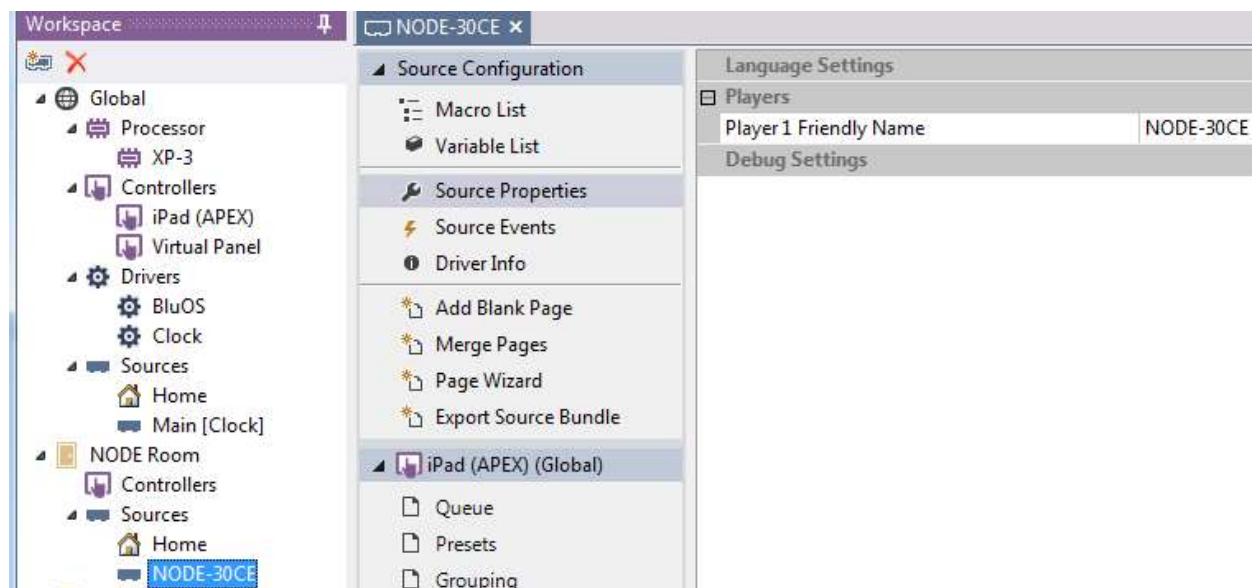 Workspace
Global
Processor
XP-3
Controllers
iPad (APEX)
Virtual Panel
Drivers
BluOS
Clock
Sources
Home
Main [Clock]
NODE Room
Controllers
Sources
Home
NODE-30CE
NODE-30CE
Source Configuration
Macro List
Variable List
Source Properties
Source Events
Driver Info
Add Blank Page
Merge Pages
Page Wizard
Export Source Bundle
iPad (APEX) (Global)
Queue
Presets
Grouping
Language Settings
Players
Player 1 Friendly Name NODE-30CE
Debug Settings